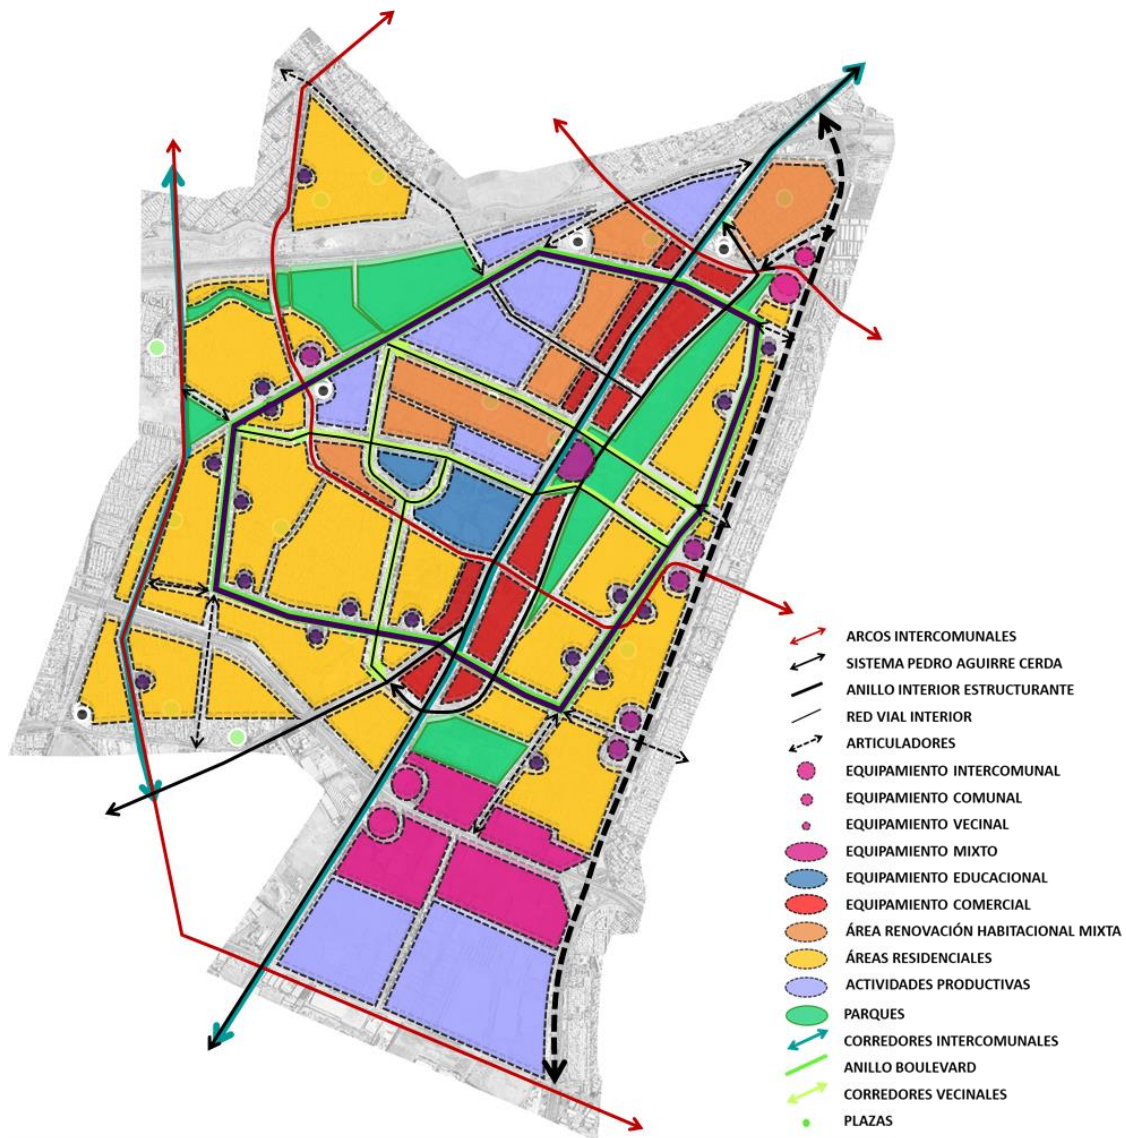 ARCOS INTERCOMUNALES
SISTEMA PEDRO AGUIRRE CERDA
ANILLO INTERIOR ESTRUCTURANTE
RED VIAL INTERIOR
ARTICULADORES
EQUIPAMIENTO INTERCOMUNAL
EQUIPAMIENTO COMUNAL
EQUIPAMIENTO VECINAL
EQUIPAMIENTO MIXTO
EQUIPAMIENTO EDUCACIONAL
EQUIPAMIENTO COMERCIAL
ÁREA RENOVACIÓN HABITACIONAL MIXTA
ÁREAS RESIDENCIALES
ACTIVIDADES PRODUCTIVAS
PARQUES
CORREDORES INTERCOMUNALES
ANILLO BOULEVARD
CORREDORES VECINALES
PLAZAS